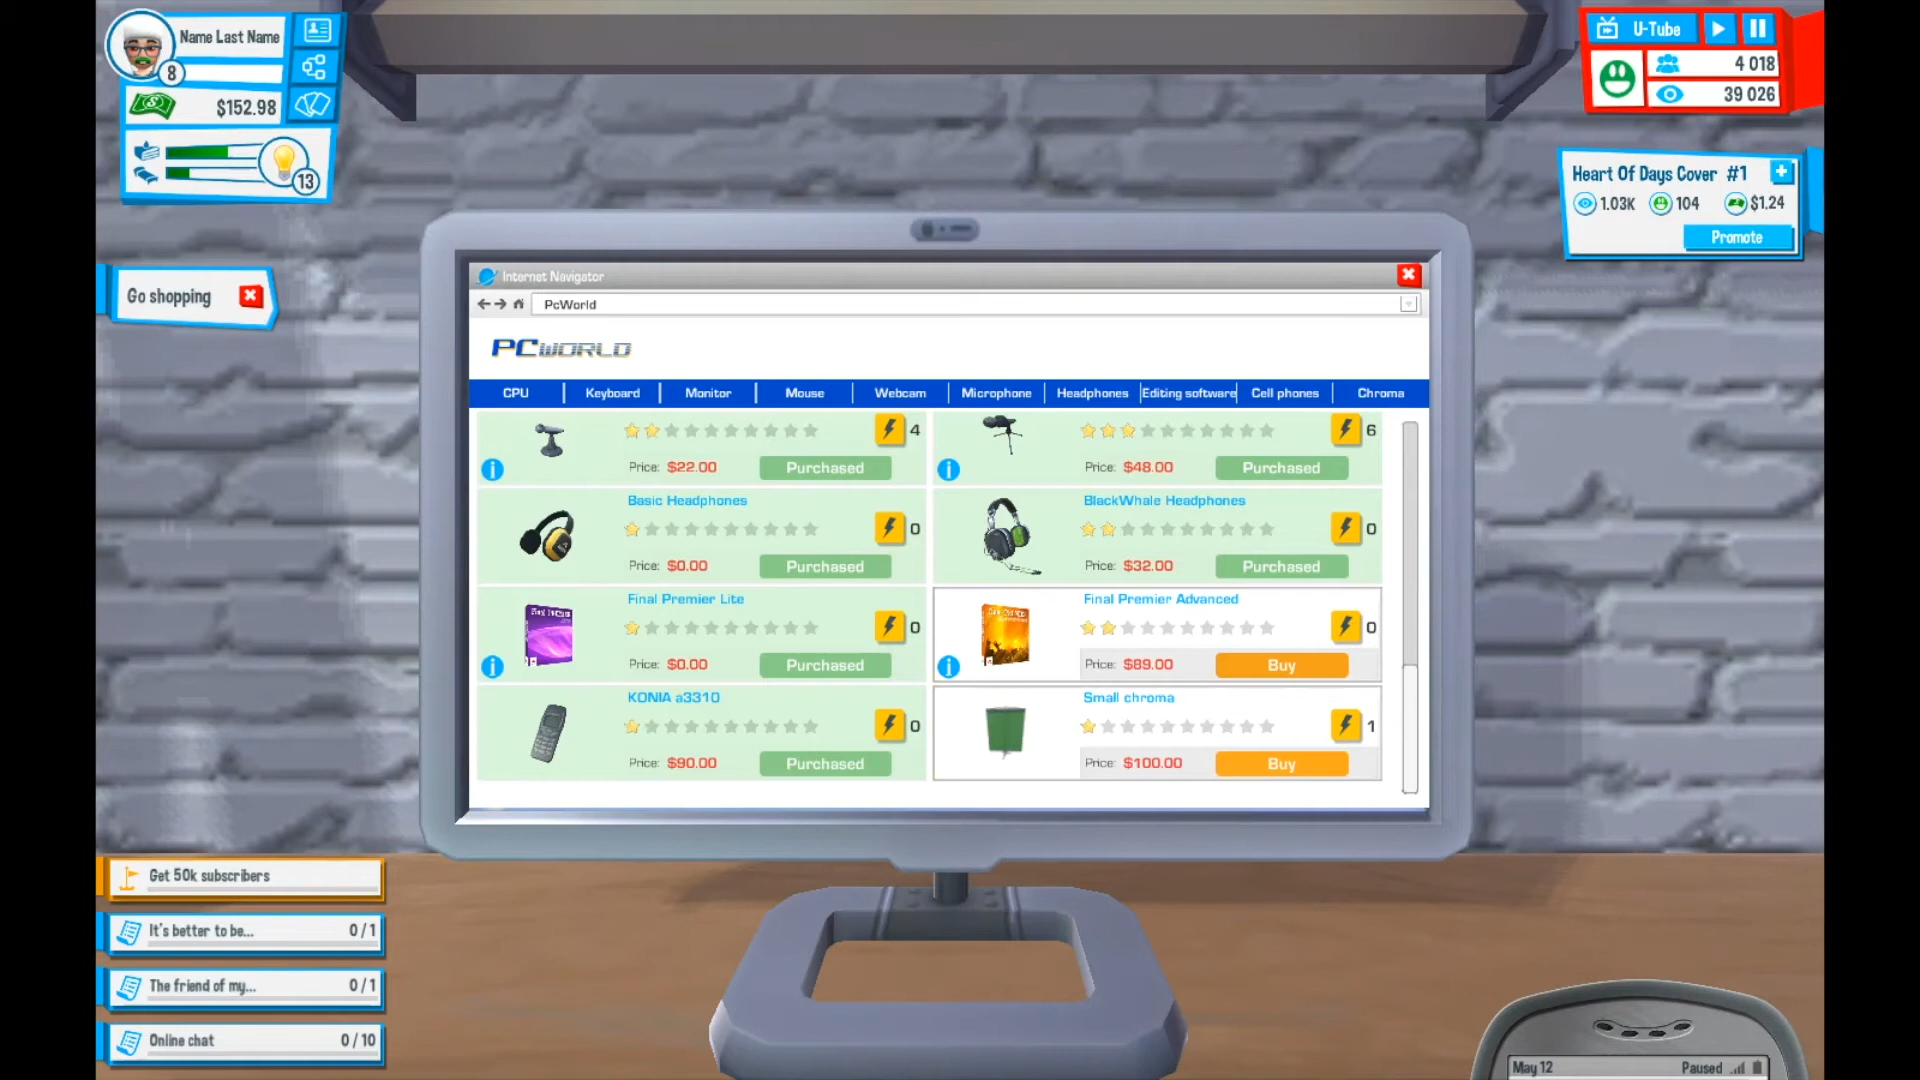 Name Last Name
8
$152.98
13
U-Tube
4 018
39 026
Heart Of Days Cover #1
1.03K 104 $1.24
Promote
Go shopping
Internet Navigator
PcWorld
PCWORLD
CPU Keyboard Monitor Mouse Webcam Microphone Headphones Editing software Cell phones Chroma
4
Price: $22.00 Purchased
6
Price: $48.00 Purchased
Basic Headphones
0
Price: $0.00 Purchased
BlackWhale Headphones
0
Price: $32.00 Purchased
Final Premier Lite
0
Price: $0.00 Purchased
Final Premier Advanced
0
Price: $89.00 Buy
KONIA a3310
0
Price: $90.00 Purchased
Small chroma
1
Price: $100.00 Buy
Get 50k subscribers
It's better to be... 0/1
The friend of my... 0/1
Online chat 0/10
May 12 Paused